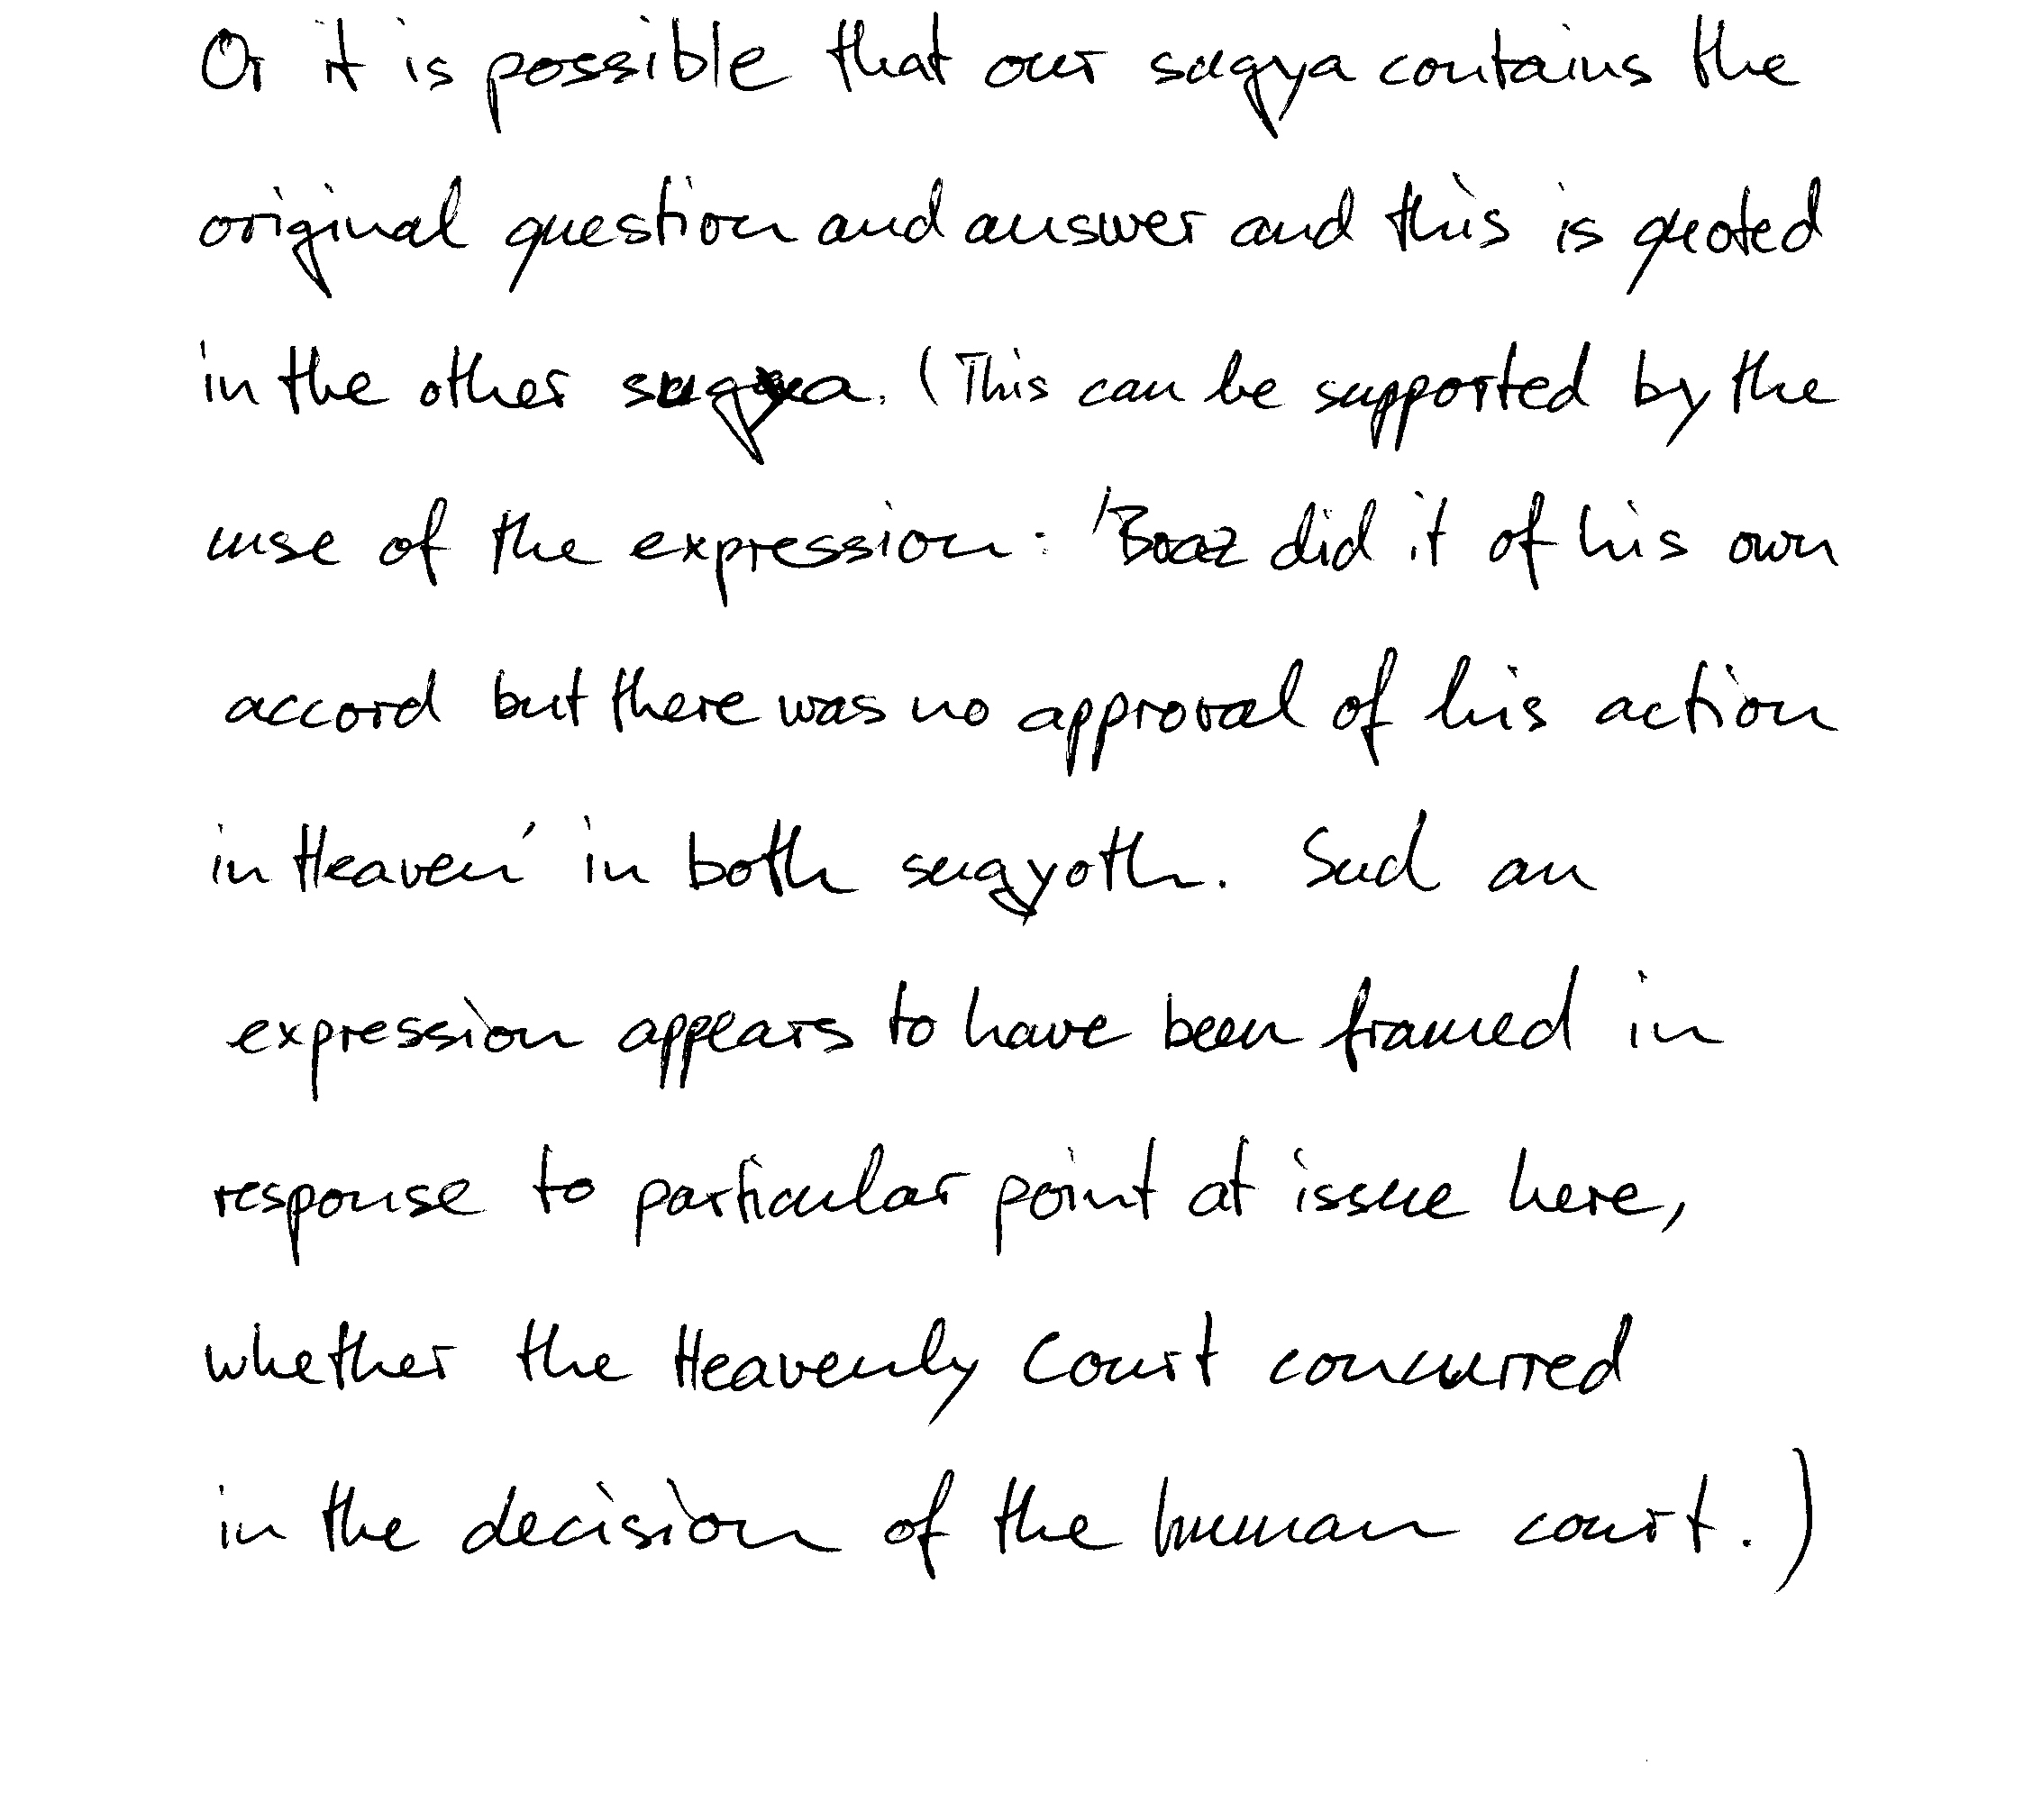 Or it is possible that our sugya contains the
original question and answer and this is quoted
in the other sugya. (This can be supported by the
use of the expression: 'Boaz did it of his own
accord but there was no approval of his action
in Heaven' in both sugyoth. Such an
expression appears to have been framed in
response to particular point at issue here,
whether the Heavenly Court concurred
in the decision of the human court.)